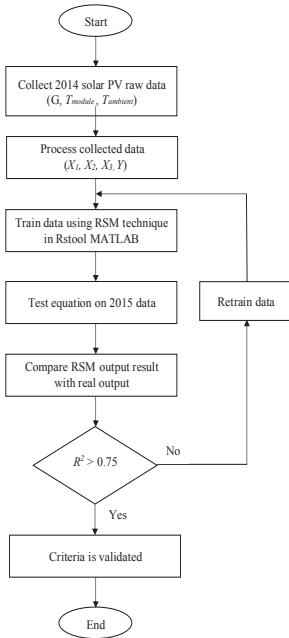 Start
Collect 2014 solar PV raw data
(G, Tmodule, Tambient)
Process collected data
(X1, X2, X3, Y)
Train data using RSM technique
in Rstool MATLAB
Test equation on 2015 data
Retrain data
Compare RSM output result
with real output
R² > 0.75
No
Yes
Criteria is validated
End